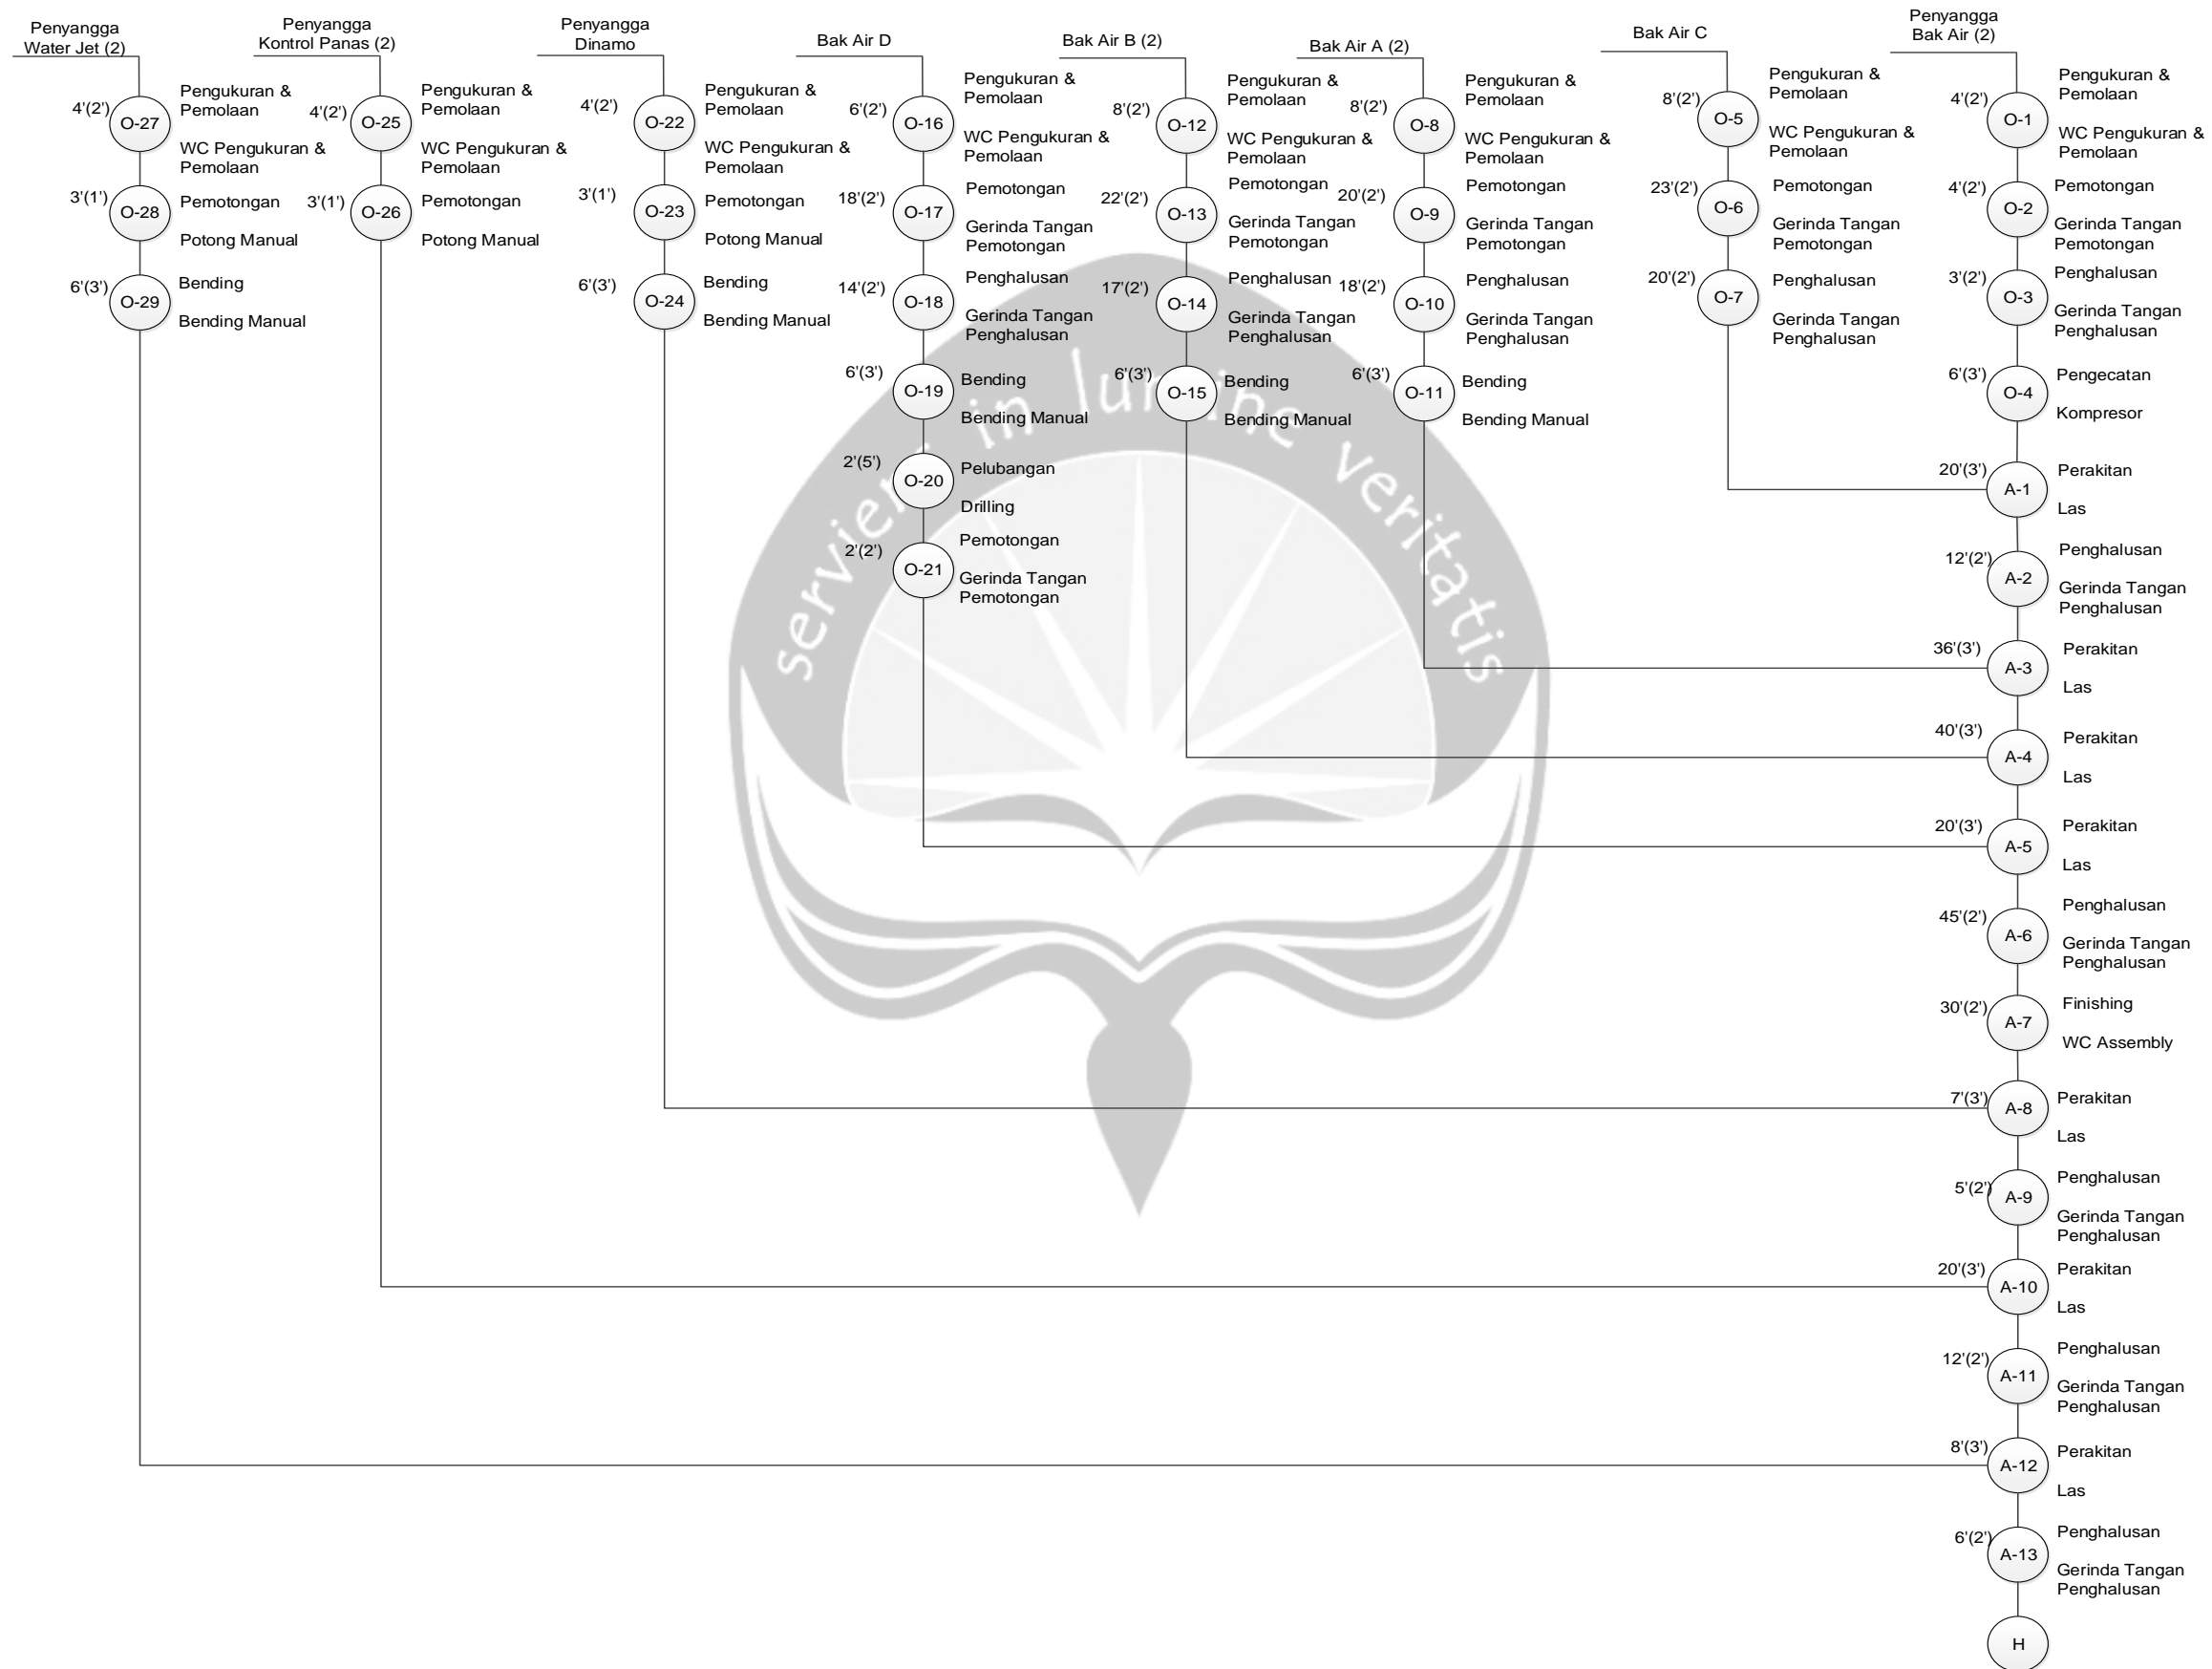 Penyangga
Water Jet (2)
4'(2')
O-27
Pengukuran &
Pemolaan
WC Pengukuran &
Pemolaan
3'(1')
O-28
Pemotongan
Potong Manual
6'(3')
O-29
Bending
Bending Manual
Penyangga
Kontrol Panas (2)
4'(2')
O-25
Pengukuran &
Pemolaan
WC Pengukuran &
Pemolaan
3'(1')
O-26
Pemotongan
Potong Manual
Penyangga
Dinamo
4'(2')
O-22
Pengukuran &
Pemolaan
WC Pengukuran &
Pemolaan
3'(1')
O-23
Pemotongan
Potong Manual
6'(3')
O-24
Bending
Bending Manual
Bak Air D
6'(2')
O-16
Pengukuran &
Pemolaan
WC Pengukuran &
Pemolaan
18'(2')
O-17
Pemotongan
Gerinda Tangan
Pemotongan
14'(2')
O-18
Penghalusan
Gerinda Tangan
Penghalusan
6'(3')
O-19
Bending
Bending Manual
2'(5')
O-20
Pelubangan
Drilling
2'(2')
O-21
Pemotongan
Gerinda Tangan
Pemotongan
Bak Air B (2)
8'(2')
O-12
Pengukuran &
Pemolaan
WC Pengukuran &
Pemolaan
22'(2')
O-13
Pemotongan
Gerinda Tangan
Pemotongan
17'(2')
O-14
Penghalusan
Gerinda Tangan
Penghalusan
6'(3')
O-15
Bending
Bending Manual
Bak Air A (2)
8'(2')
O-8
Pengukuran &
Pemolaan
WC Pengukuran &
Pemolaan
20'(2')
O-9
Pemotongan
Gerinda Tangan
Pemotongan
18'(2')
O-10
Penghalusan
Gerinda Tangan
Penghalusan
6'(3')
O-11
Bending
Bending Manual
Bak Air C
8'(2')
O-5
Pengukuran &
Pemolaan
WC Pengukuran &
Pemolaan
23'(2')
O-6
Pemotongan
Gerinda Tangan
Pemotongan
20'(2')
O-7
Penghalusan
Gerinda Tangan
Penghalusan
Penyangga
Bak Air (2)
4'(2')
O-1
Pengukuran &
Pemolaan
WC Pengukuran &
Pemolaan
4'(2')
O-2
Pemotongan
Gerinda Tangan
Pemotongan
3'(2')
O-3
Penghalusan
Gerinda Tangan
Penghalusan
6'(3')
O-4
Pengecatan
Kompresor
20'(3')
A-1
Perakitan
Las
12'(2')
A-2
Penghalusan
Gerinda Tangan
Penghalusan
36'(3')
A-3
Perakitan
Las
40'(3')
A-4
Perakitan
Las
20'(3')
A-5
Perakitan
Las
45'(2')
A-6
Penghalusan
Gerinda Tangan
Penghalusan
30'(2')
A-7
Finishing
WC Assembly
7'(3')
A-8
Perakitan
Las
5'(2')
A-9
Penghalusan
Gerinda Tangan
Penghalusan
20'(3')
A-10
Perakitan
Las
12'(2')
A-11
Penghalusan
Gerinda Tangan
Penghalusan
8'(3')
A-12
Perakitan
Las
6'(2')
A-13
Penghalusan
Gerinda Tangan
Penghalusan
H
in lumine veritatis